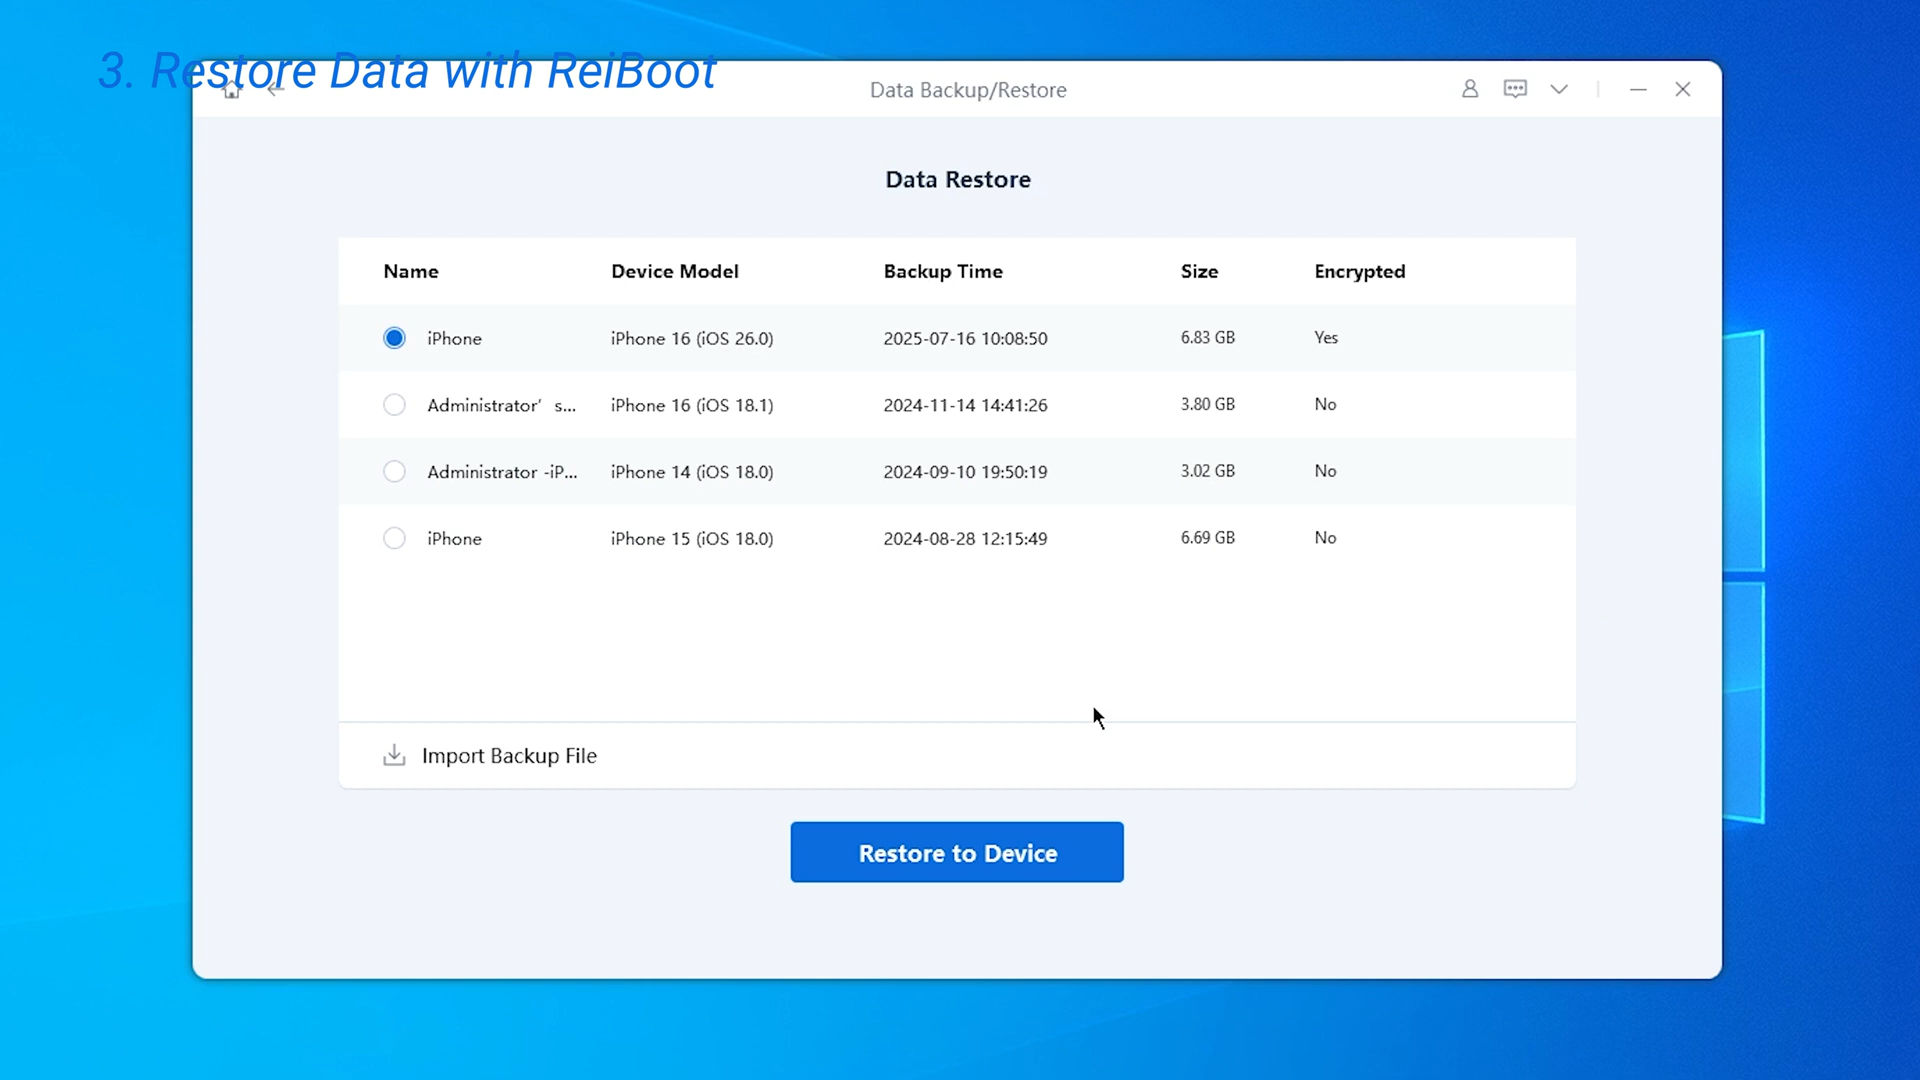 3. Restore Data with ReiBoot
Data Backup/Restore
Data Restore
Name Device Model Backup Time Size Encrypted
iPhone iPhone 16 (iOS 26.0) 2025-07-16 10:08:50 6.83 GB Yes
Administrator' s... iPhone 16 (iOS 18.1) 2024-11-14 14:41:26 3.80 GB No
Administrator -iP... iPhone 14 (iOS 18.0) 2024-09-10 19:50:19 3.02 GB No
iPhone iPhone 15 (iOS 18.0) 2024-08-28 12:15:49 6.69 GB No
Import Backup File
Restore to Device